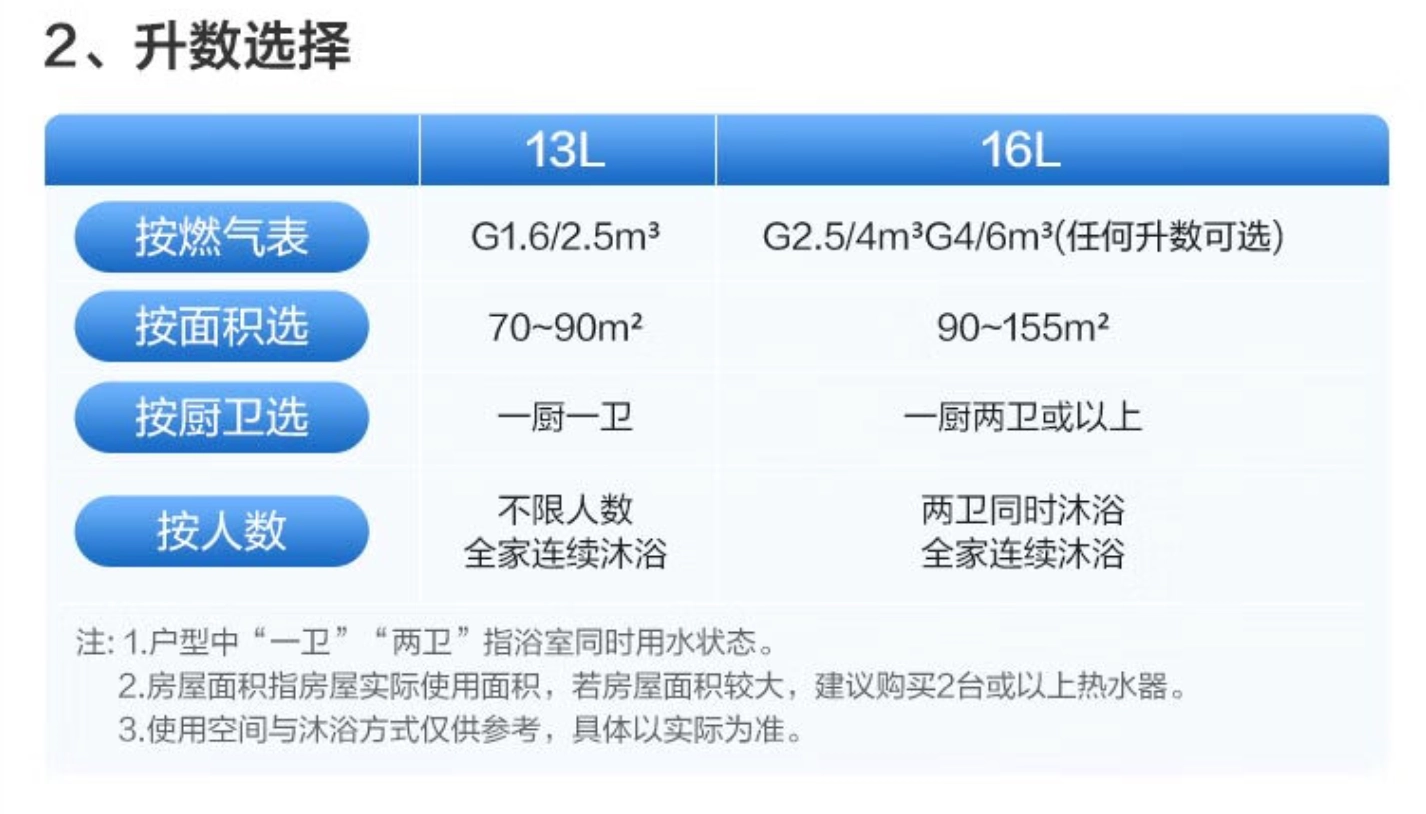 2、升数选择
13L 16L
按燃气表 G1.6/2.5m³ G2.5/4m³G4/6m³(任何升数可选)
按面积选 70~90m² 90~155m²
按厨卫选 一厨一卫 一厨两卫或以上
按人数 不限人数 两卫同时沐浴
全家连续沐浴 全家连续沐浴
注: 1.户型中“一卫”“两卫”指浴室同时用水状态。
2.房屋面积指房屋实际使用面积，若房屋面积较大，建议购买2台或以上热水器。
3.使用空间与沐浴方式仅供参考，具体以实际为准。